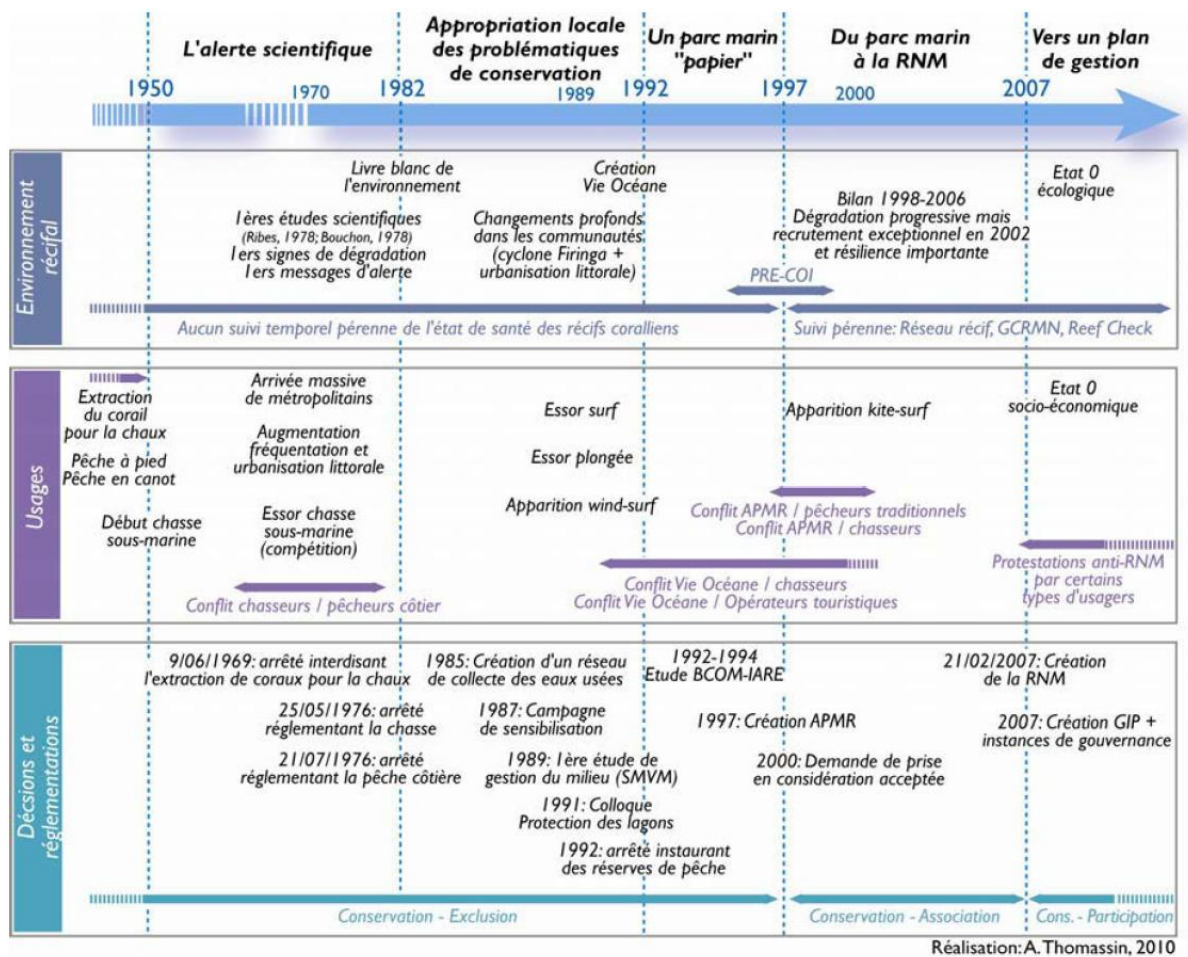 L'alerte scientifique
Appropriation locale
des problématiques
de conservation
Un parc marin
"papier"
Du parc marin
à la RNM
Vers un plan
de gestion
1950
1970
1982
1989
1992
1997
2000
2007
Environnement
récifal
Livre blanc de
l'environnement
1ères études scientifiques
(Ribes, 1978; Bouchon, 1978)
1ers signes de dégradation
1ers messages d'alerte
Création
Vie Océane
Changements profonds
dans les communautés
(cyclone Firinga +
urbanisation littorale)
Bilan 1998-2006
Dégradation progressive mais
recrutement exceptionnel en 2002
et résilience importante
Etat 0
écologique
PRE-COI
Aucun suivi temporel pérenne de l'état de santé des récifs coralliens
Suivi pérenne: Réseau récif, GCRMN, Reef Check
Usages
Extraction
du corail
pour la chaux
Pêche à pied
Pêche en canot
Début chasse
sous-marine
Arrivée massive
de métropolitains
Augmentation
fréquentation et
urbanisation littorale
Essor chasse
sous-marine
(compétition)
Conflit chasseurs / pêcheurs côtier
Essor surf
Essor plongée
Apparition wind-surf
Apparition kite-surf
Conflit APMR / pêcheurs traditionnels
Conflit APMR / chasseurs
Conflit Vie Océane / chasseurs
Conflit Vie Océane / Opérateurs touristiques
Etat 0
socio-économique
Protestations anti-RNM
par certains
types d'usagers
Décsions et
réglementations
9/06/1969: arrêté interdisant
l'extraction de coraux pour la chaux
25/05/1976: arrêté
réglementant la chasse
21/07/1976: arrêté
réglementant la pêche côtière
1985: Création d'un réseau
de collecte des eaux usées
1987: Campagne
de sensibilisation
1989: 1ère étude de
gestion du milieu (SMVM)
1991: Colloque
Protection des lagons
1992: arrêté instaurant
des réserves de pêche
1992-1994
Etude BCOM-IARE
1997: Création APMR
2000: Demande de prise
en considération acceptée
21/02/2007: Création
de la RNM
2007: Création GIP +
instances de gouvernance
Conservation - Exclusion
Conservation - Association
Cons. - Participation
Réalisation: A. Thomassin, 2010